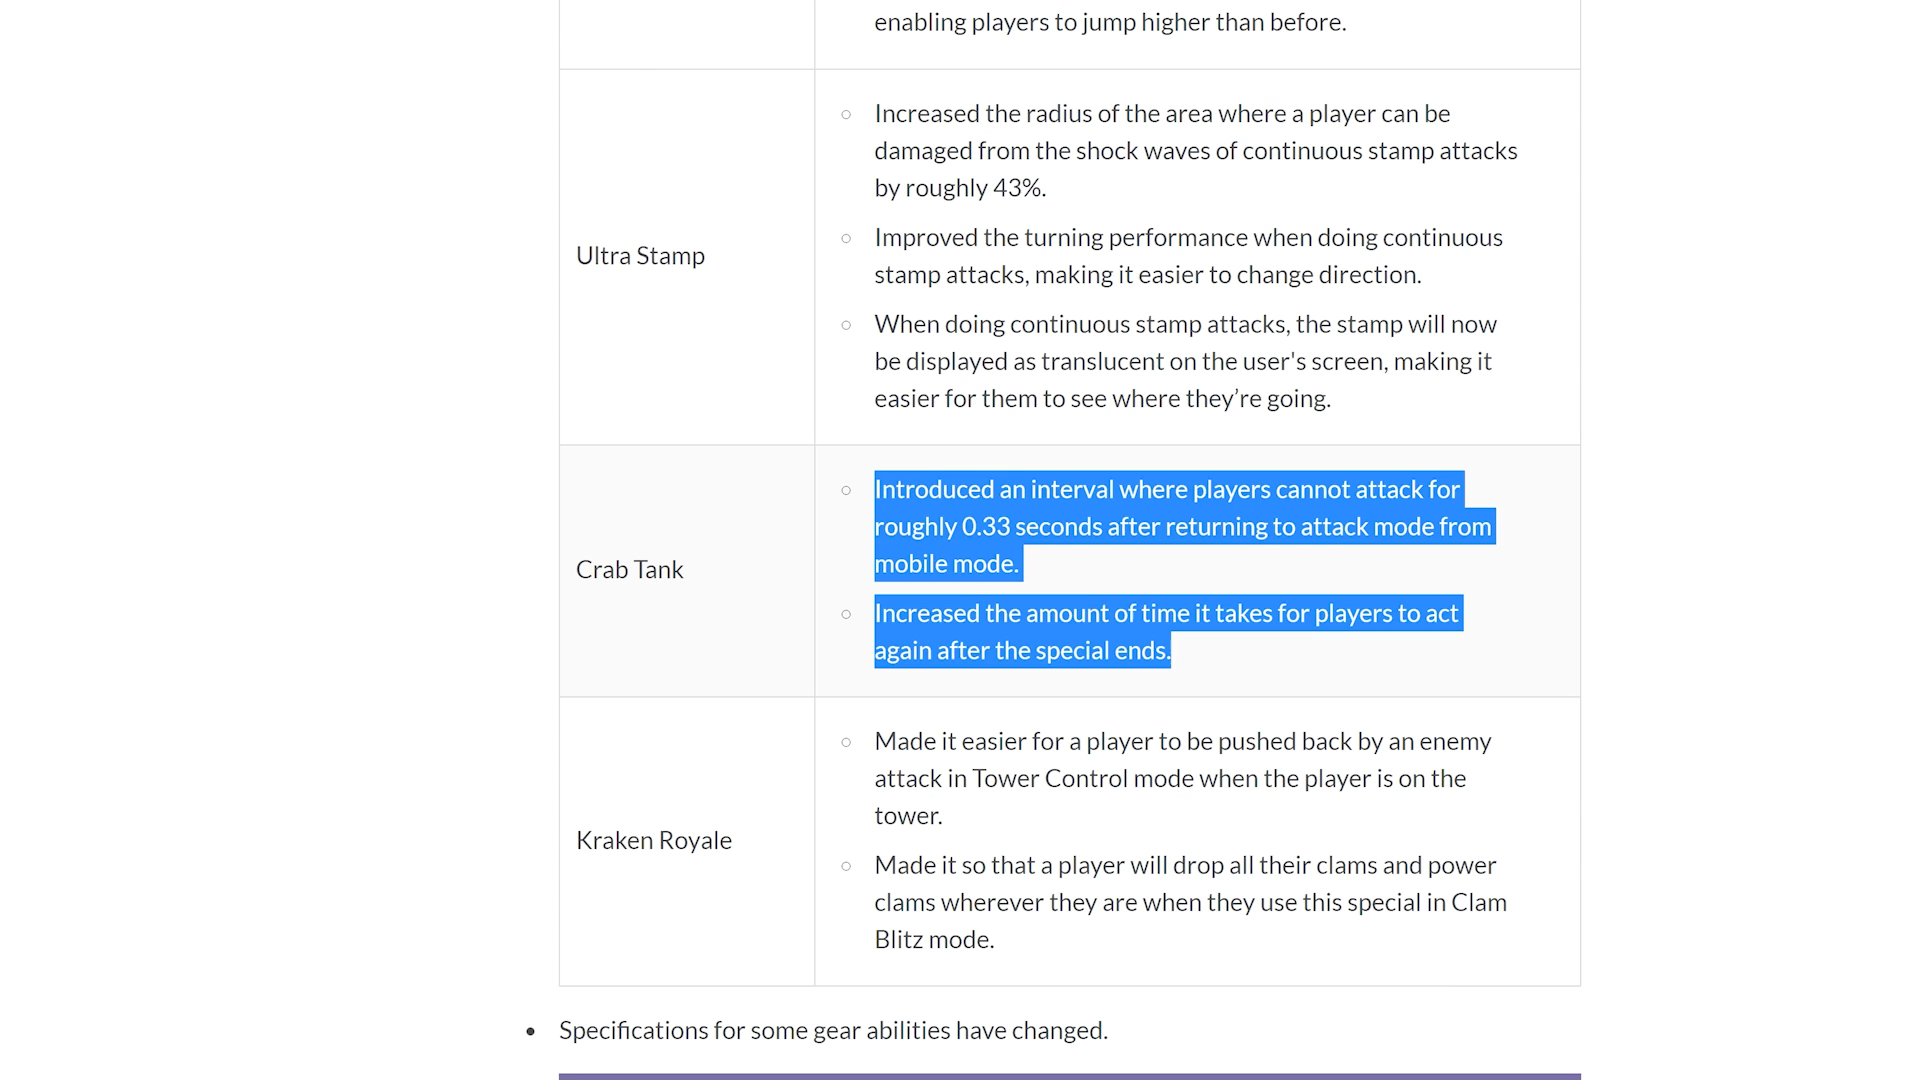 enabling players to jump higher than before.
Ultra Stamp
Increased the radius of the area where a player can be
damaged from the shock waves of continuous stamp attacks
by roughly 43%.
Improved the turning performance when doing continuous
stamp attacks, making it easier to change direction.
When doing continuous stamp attacks, the stamp will now
be displayed as translucent on the user's screen, making it
easier for them to see where they’re going.
Crab Tank
Introduced an interval where players cannot attack for
roughly 0.33 seconds after returning to attack mode from
mobile mode.
Increased the amount of time it takes for players to act
again after the special ends.
Kraken Royale
Made it easier for a player to be pushed back by an enemy
attack in Tower Control mode when the player is on the
tower.
Made it so that a player will drop all their clams and power
clams wherever they are when they use this special in Clam
Blitz mode.
Specifications for some gear abilities have changed.